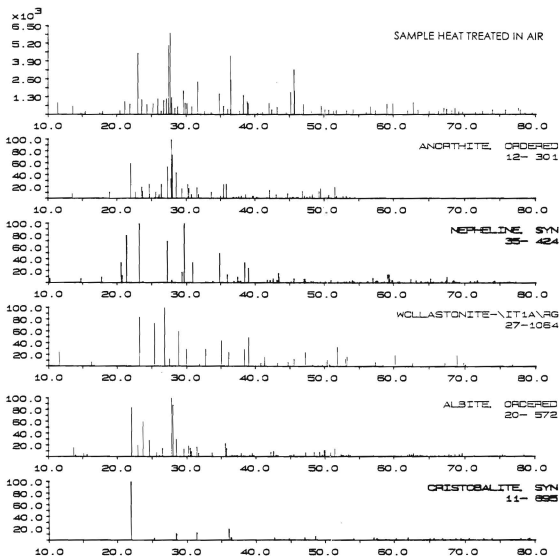 x10³
6.50
5.20
3.90
2.60
1.30
SAMPLE HEAT TREATED IN AIR
10.0 20.0 30.0 40.0 50.0 60.0 70.0 80.0
100.0
80.0
60.0
40.0
20.0
ANORTHITE, ORDERED
12- 301
10.0 20.0 30.0 40.0 50.0 60.0 70.0 80.0
100.0
80.0
60.0
40.0
20.0
NEPHELINE, SYN
35- 424
10.0 20.0 30.0 40.0 50.0 60.0 70.0 80.0
100.0
80.0
60.0
40.0
20.0
WOLLASTONITE-\IT1A\RG
27-1064
10.0 20.0 30.0 40.0 50.0 60.0 70.0 80.0
100.0
80.0
60.0
40.0
20.0
ALBITE, ORDERED
20- 572
10.0 20.0 30.0 40.0 50.0 60.0 70.0 80.0
100.0
80.0
60.0
40.0
20.0
CRISTOBALITE, SYN
11- 695
10.0 20.0 30.0 40.0 50.0 60.0 70.0 80.0